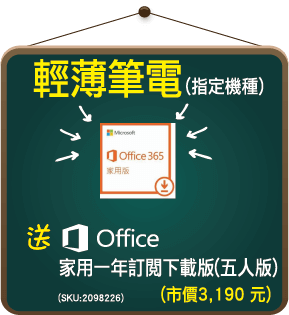 輕薄筆電(指定機種)
Microsoft
Office 365
家用版
送 Office
家用一年訂閱下載版(五人版)
(SKU:2098226) (市價3,190 元)